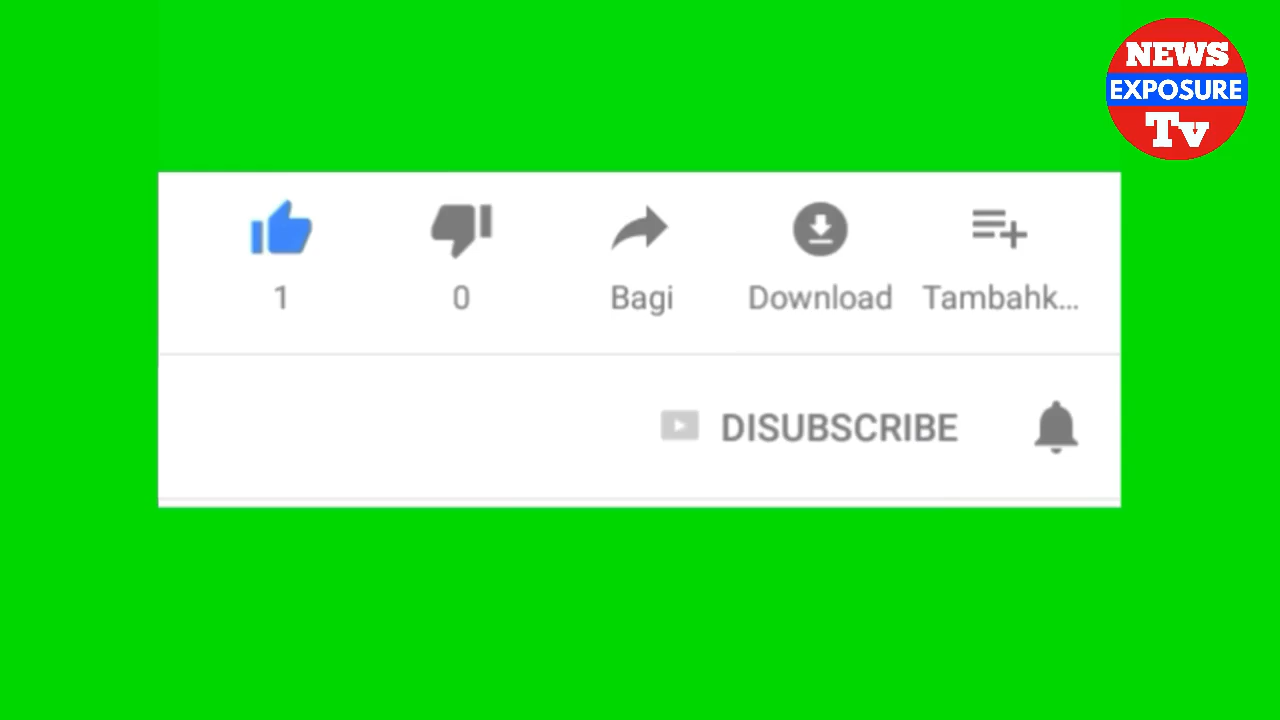 NEWS
EXPOSURE
Tv
1 0 Bagi Download Tambahk...
DISUBSCRIBE